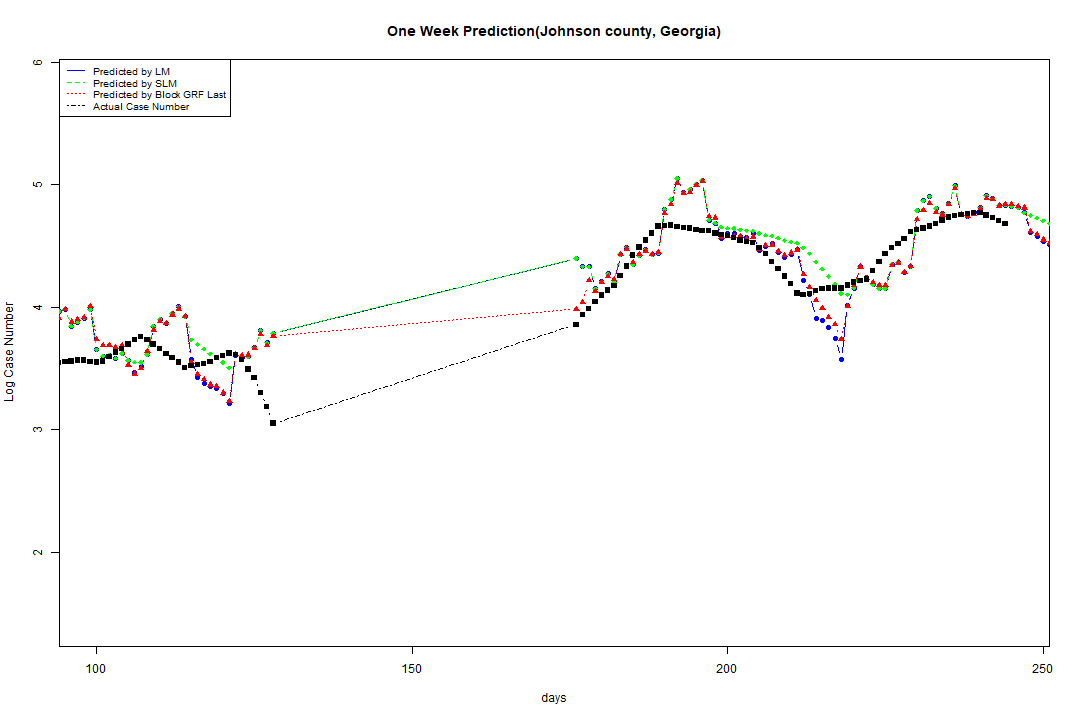 One Week Prediction(Johnson county, Georgia)
Predicted by LM
Predicted by SLM
Predicted by Block GRF Last
Actual Case Number
6
5
4
3
2
Log Case Number
100
150
200
250
days